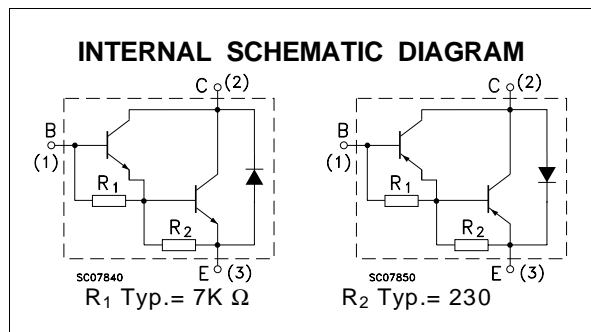 INTERNAL SCHEMATIC DIAGRAM
C (2)
B
(1)
R1
R2
E (3)
SC07840
C (2)
B
(1)
R1
R2
E (3)
SC07850
R1 Typ.= 7K Ω R2 Typ.= 230